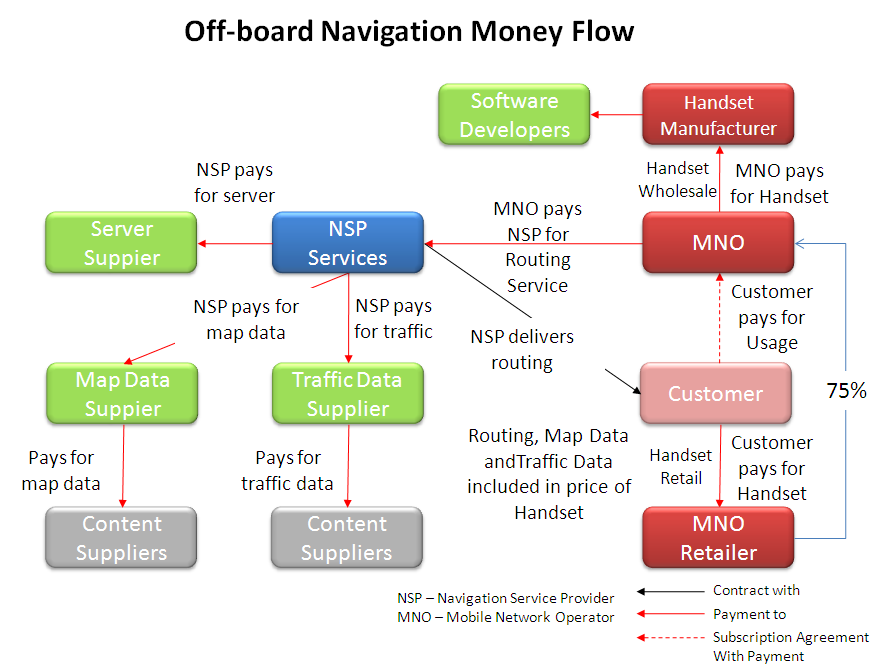 Off-board Navigation Money Flow
Software
Developers
Handset
Manufacturer
NSP pays
for server
Handset
Wholesale
MNO pays
for Handset
Server
Suppier
NSP
Services
MNO pays
NSP for
Routing
Service
MNO
NSP pays for
map data
NSP pays
for traffic
NSP delivers
routing
Customer
pays for
Usage
Map Data
Suppier
Traffic Data
Supplier
Customer
75%
Pays for
map data
Pays for
traffic data
Routing, Map Data
andTraffic Data
included in price of
Handset
Handset
Retail
Customer
pays for
Handset
Content
Suppliers
Content
Suppliers
MNO
Retailer
NSP – Navigation Service Provider
MNO – Mobile Network Operator
Contract with
Payment to
Subscription Agreement
With Payment